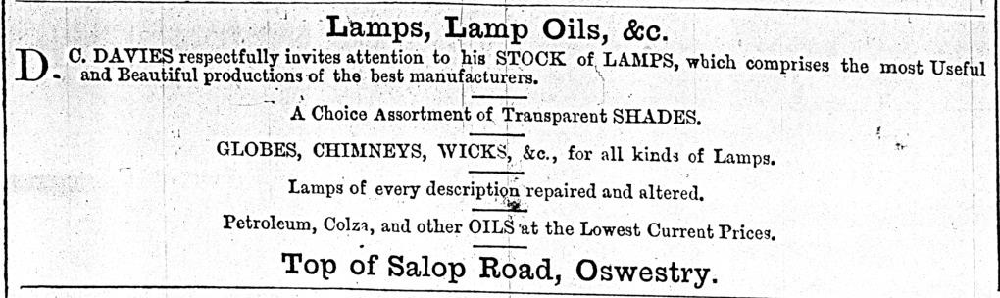 Lamps, Lamp Oils, &c.
D. C. DAVIES respectfully invites attention to his STOCK of LAMPS, which comprises the most Useful
and Beautiful productions of the best manufacturers.
A Choice Assortment of Transparent SHADES.
GLOBES, CHIMNEYS, WICKS, &c., for all kinds of Lamps.
Lamps of every description repaired and altered.
Petroleum, Colza, and other OILS at the Lowest Current Prices.
Top of Salop Road, Oswestry.